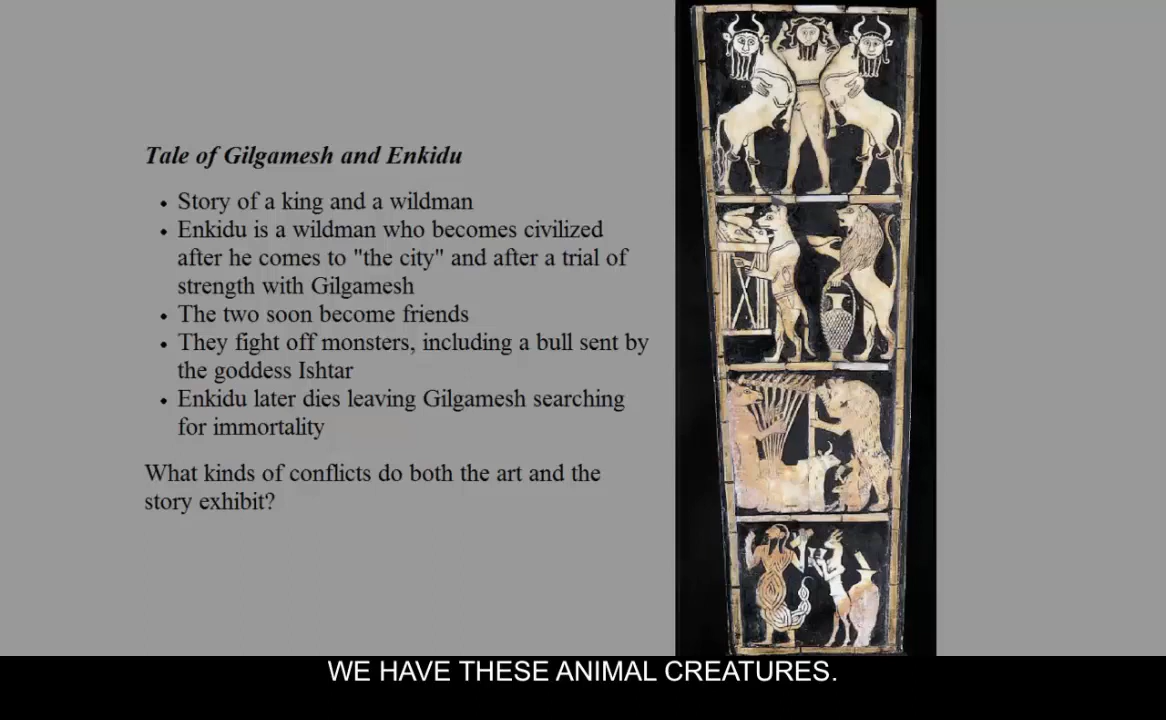 Tale of Gilgamesh and Enkidu
• Story of a king and a wildman
• Enkidu is a wildman who becomes civilized
after he comes to "the city" and after a trial of
strength with Gilgamesh
• The two soon become friends
• They fight off monsters, including a bull sent by
the goddess Ishtar
• Enkidu later dies leaving Gilgamesh searching
for immortality
What kinds of conflicts do both the art and the
story exhibit?
WE HAVE THESE ANIMAL CREATURES.